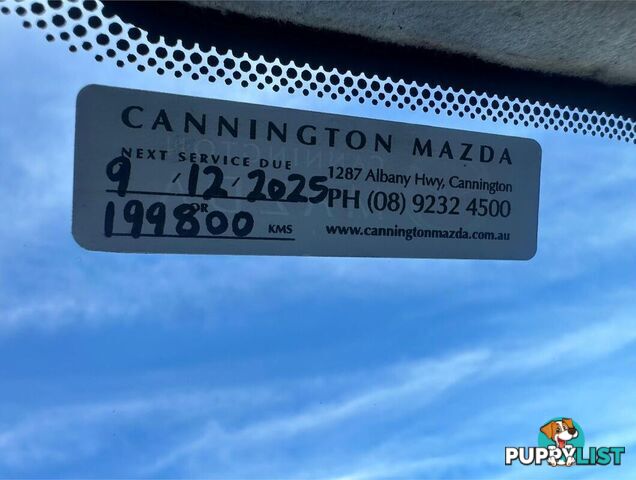 CANNINGTON MAZDA
NEXT SERVICE DUE
9 / 12 / 2025
OR
199800 KMS
1287 Albany Hwy, Cannington
PH (08) 9232 4500
www.canningtonmazda.com.au
PUPPYLIST